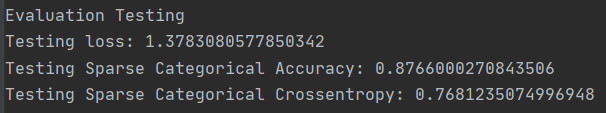 Evaluation Testing
Testing loss: 1.3783080577850342
Testing Sparse Categorical Accuracy: 0.8766000270843506
Testing Sparse Categorical Crossentropy: 0.7681235074996948